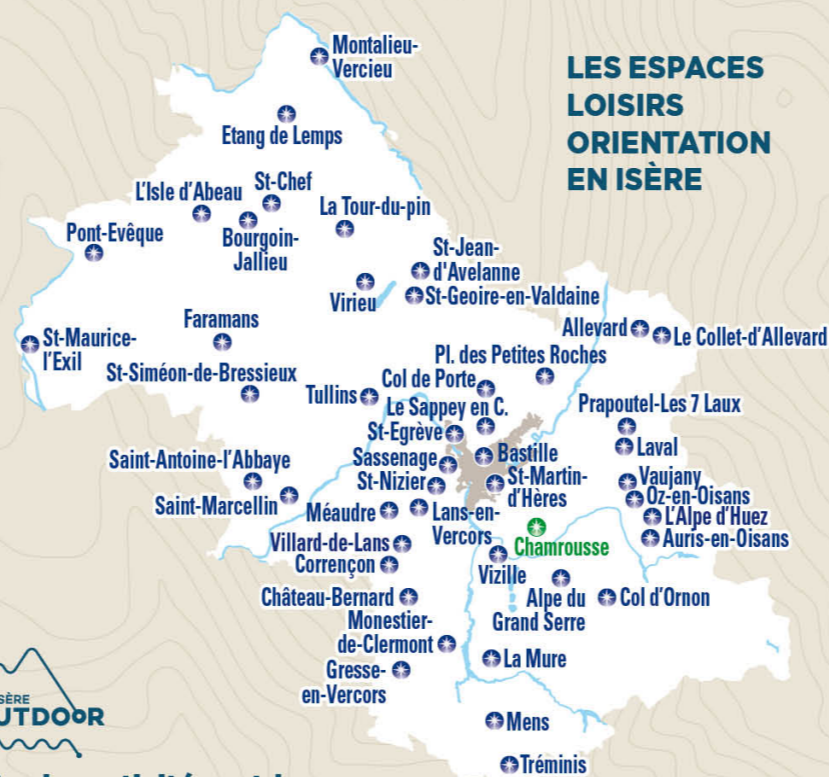 LES ESPACES
LOISIRS
ORIENTATION
EN ISÈRE
Montalieu-
Vercieu
Etang de Lemps
L'Isle d'Abeau
St-Chef
La Tour-du-pin
Pont-Evêque
Bourgoin-
Jallieu
St-Jean-
d'Avelanne
Virieu
St-Geoire-en-Valdaine
Faramans
Allevard
Le Collet-d'Allevard
St-Maurice-
l'Exil
Pl. des Petites Roches
St-Siméon-de-Bressieux
Tullins
Col de Porte
Le Sappey en C.
Prapoutel-Les 7 Laux
St-Egrève
Laval
Saint-Antoine-l'Abbaye
Sassenage
Bastille
St-Nizier
St-Martin-
d'Hères
Vaujany
Oz-en-Oisans
Saint-Marcellin
Méaudre
Lans-en-
Vercors
L'Alpe d'Huez
Auris-en-Oisans
Villard-de-Lans
Chamrousse
Corrençon
Vizille
Château-Bernard
Alpe du
Grand Serre
Col d'Ornon
Monestier-
de-Clermont
La Mure
Gresse-
en-Vercors
Mens
Tréminis